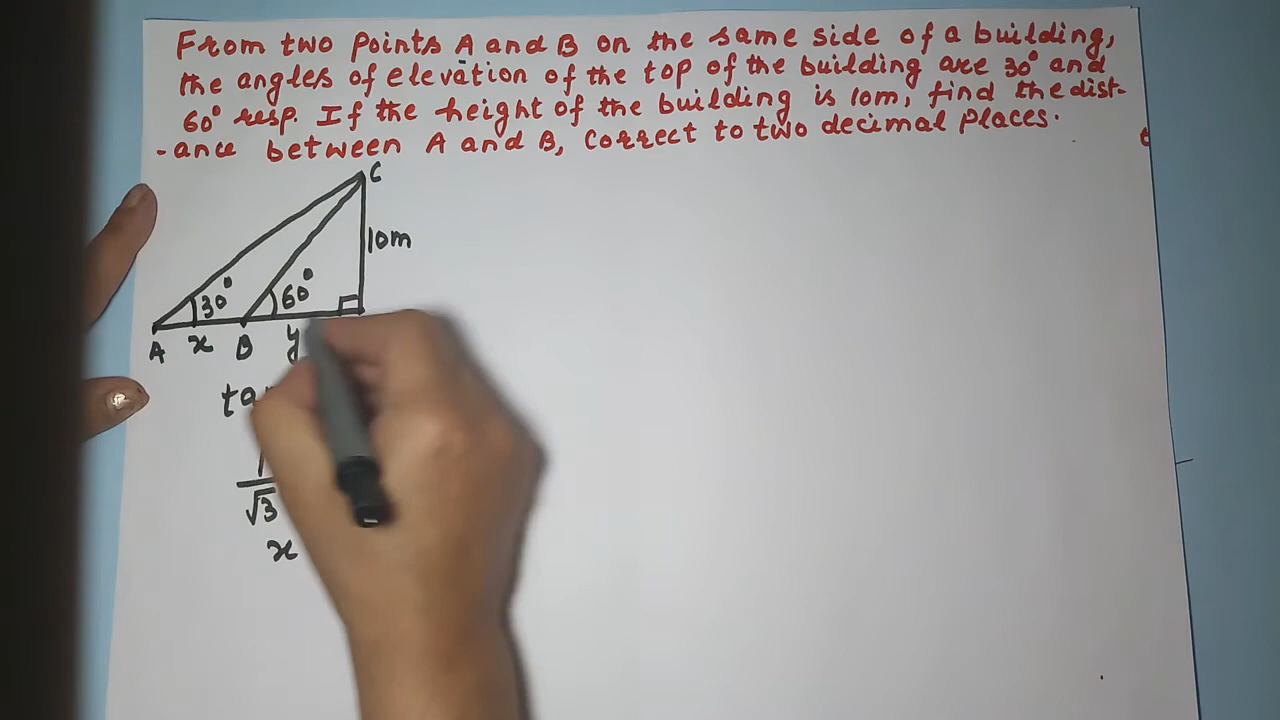 From two points A and B on the same side of a building,
the angles of elevation of the top of the building are 30° and
60° resp. If the height of the building is 10m, find the dist-
-ance between A and B, correct to two decimal places.
C
10m
30° 60°
A x B y
1
√3
x